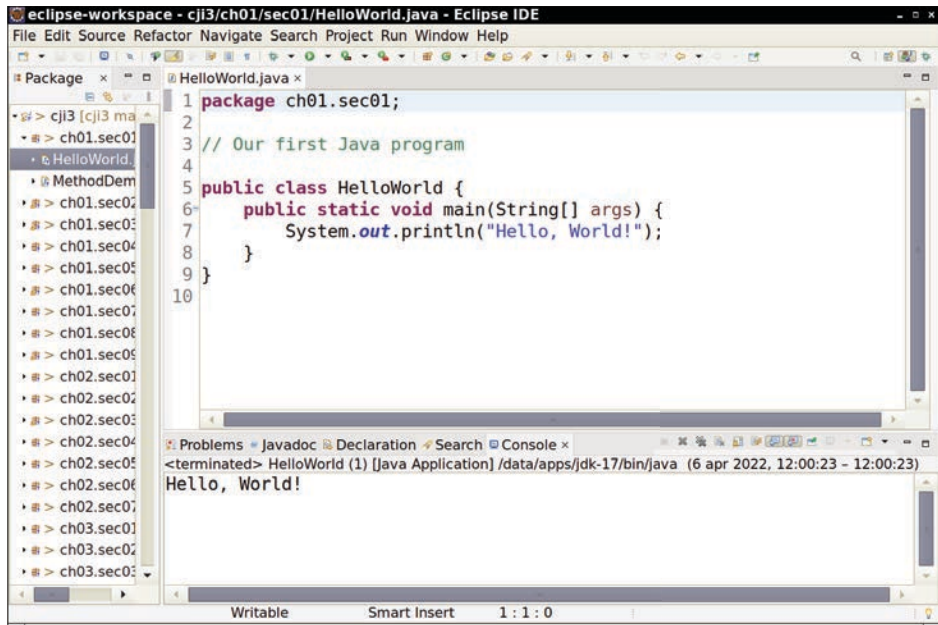 eclipse-workspace - cji3/ch01/sec01/HelloWorld.java - Eclipse IDE
File Edit Source Refactor Navigate Search Project Run Window Help
Package
cji3 [cji3 ma
> ch01.sec01
HelloWorld.j
MethodDem
> ch01.sec02
> ch01.sec03
> ch01.sec04
> ch01.sec05
> ch01.sec06
> ch01.sec07
> ch01.sec08
> ch01.sec09
> ch02.sec01
> ch02.sec02
> ch02.sec03
> ch02.sec04
> ch02.sec05
> ch02.sec06
> ch02.sec07
> ch03.sec01
> ch03.sec02
> ch03.sec03
HelloWorld.java ×
1 package ch01.sec01;
2
3 // Our first Java program
4
5 public class HelloWorld {
6 public static void main(String[] args) {
7 System.out.println("Hello, World!");
8 }
9 }
10
Problems Javadoc Declaration Search Console ×
<terminated> HelloWorld (1) [Java Application] /data/apps/jdk-17/bin/java (6 apr 2022, 12:00:23 – 12:00:23)
Hello, World!
Writable Smart Insert 1 : 1 : 0